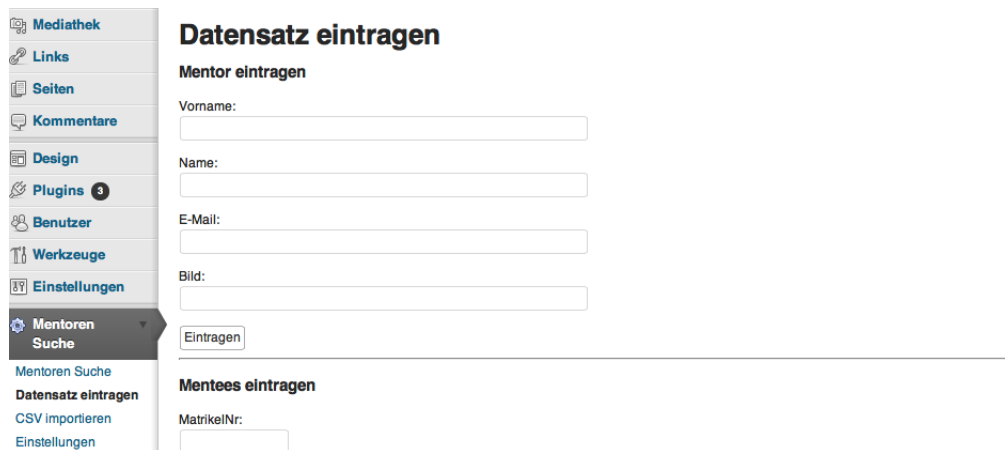 Mediathek
Links
Seiten
Kommentare
Design
Plugins 3
Benutzer
Werkzeuge
Einstellungen
Mentoren
Suche
Mentoren Suche
Datensatz eintragen
CSV importieren
Einstellungen
Datensatz eintragen
Mentor eintragen
Vorname:
Name:
E-Mail:
Bild:
Eintragen
Mentees eintragen
MatrikelNr: